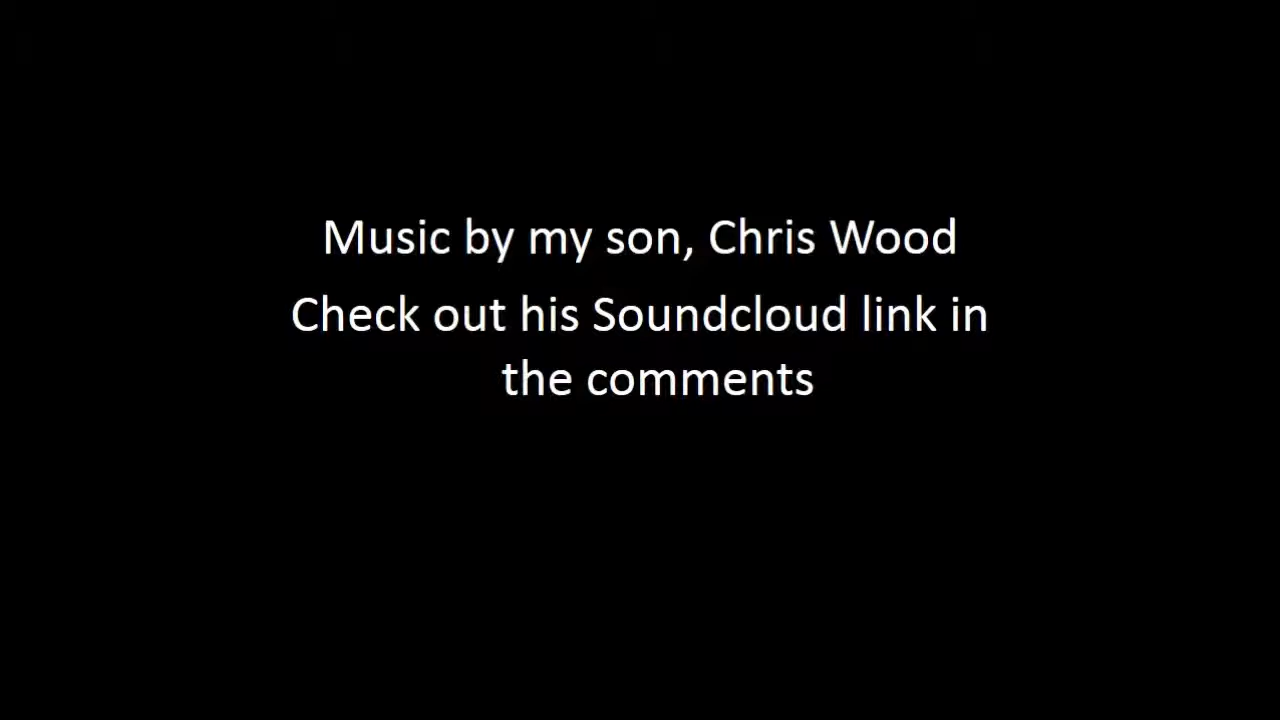 Music by my son, Chris Wood
Check out his Soundcloud link in
the comments